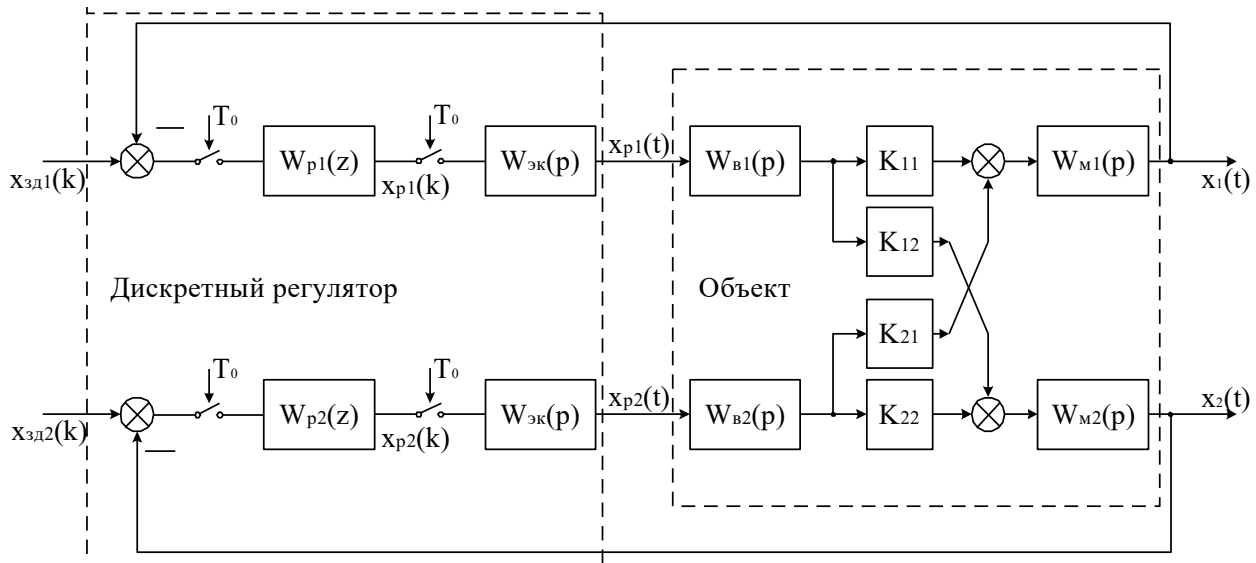 T₀
T₀
Wр1(z)
Wэк(p)
xр1(t)
Wв1(p)
K11
Wм1(p)
xзд1(k)
xр1(k)
x1(t)
K12
Дискретный регулятор
Объект
K21
T₀
T₀
Wр2(z)
Wэк(p)
xр2(t)
Wв2(p)
K22
Wм2(p)
x2(t)
xзд2(k)
xр2(k)